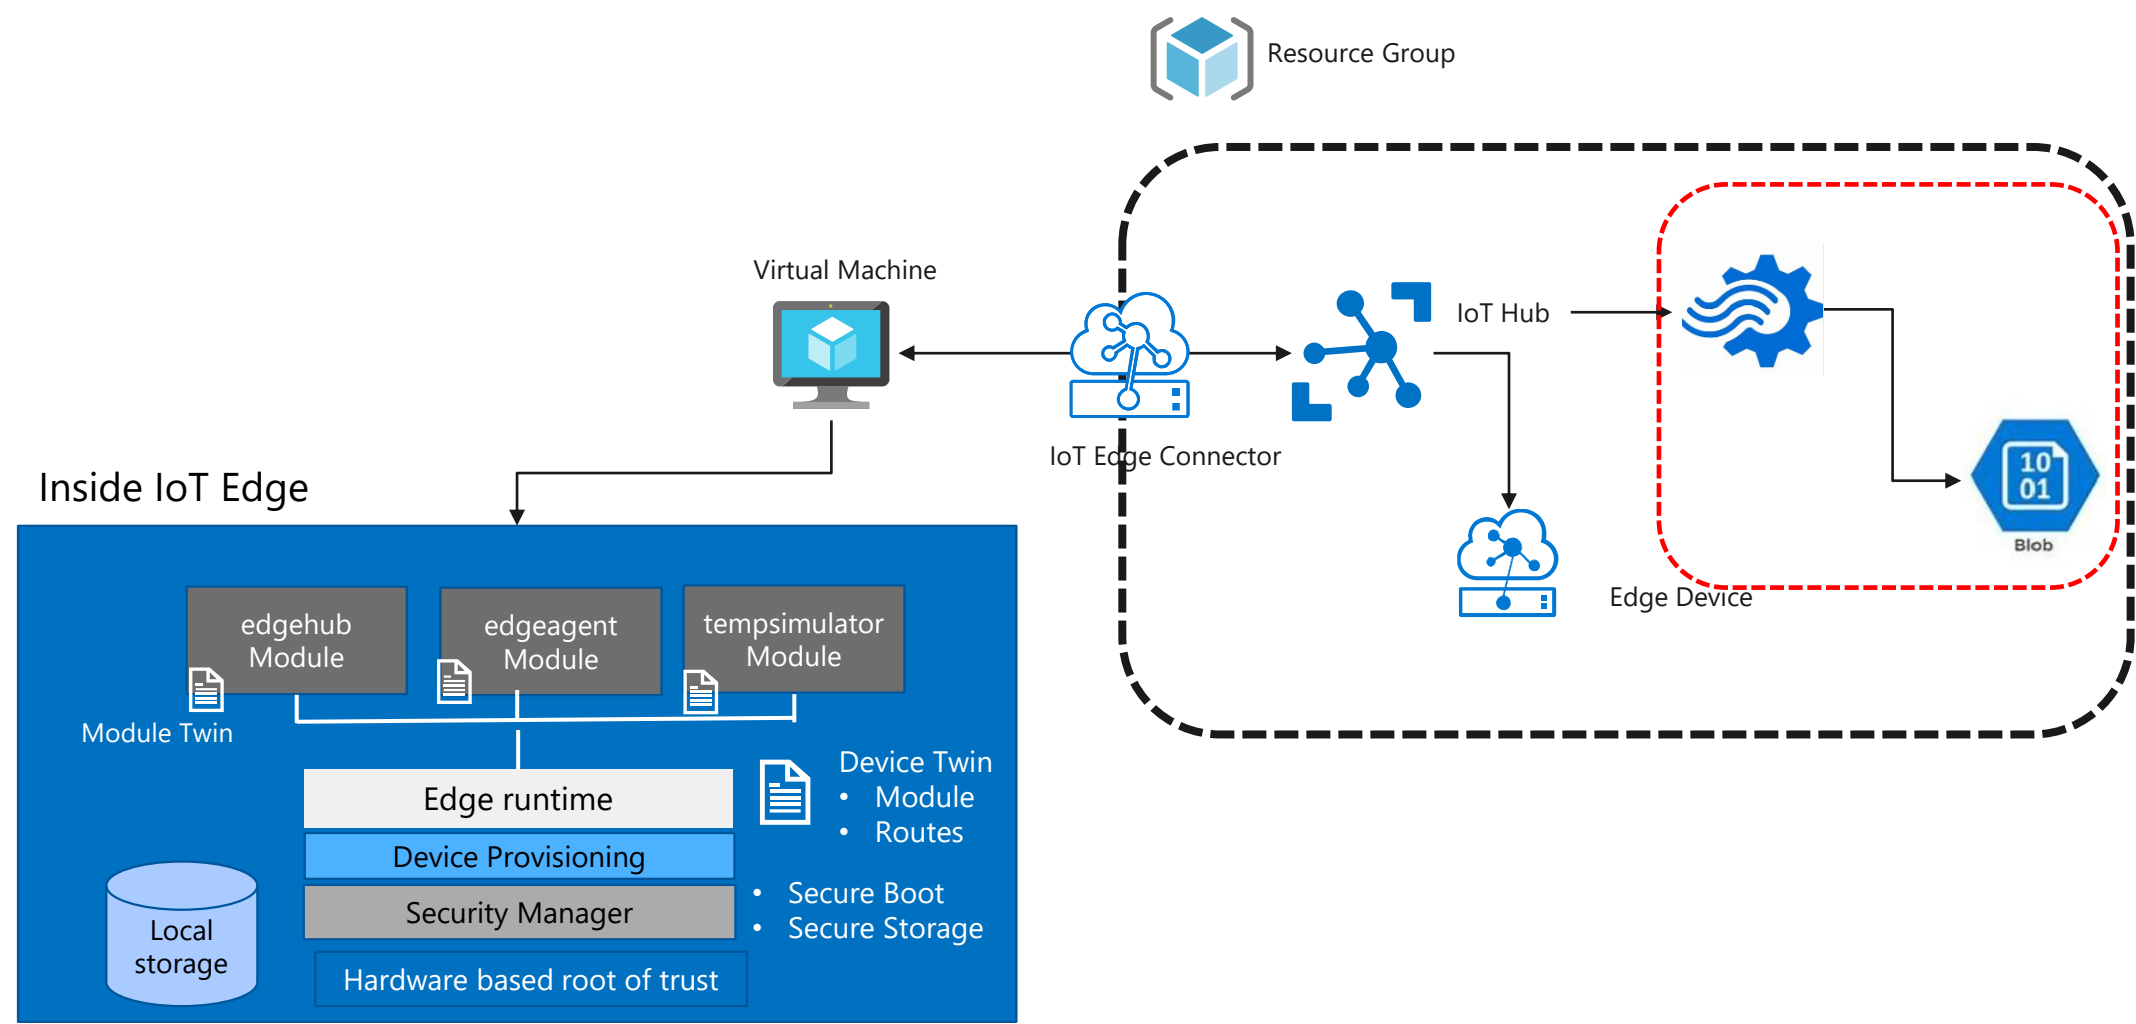 Resource Group
Virtual Machine
IoT Hub
IoT Edge Connector
10
01
Blob
Edge Device
Inside IoT Edge
edgehub
Module
edgeagent
Module
tempsimulator
Module
Module Twin
Device Twin
• Module
• Routes
Edge runtime
Device Provisioning
Security Manager
• Secure Boot
• Secure Storage
Local
storage
Hardware based root of trust